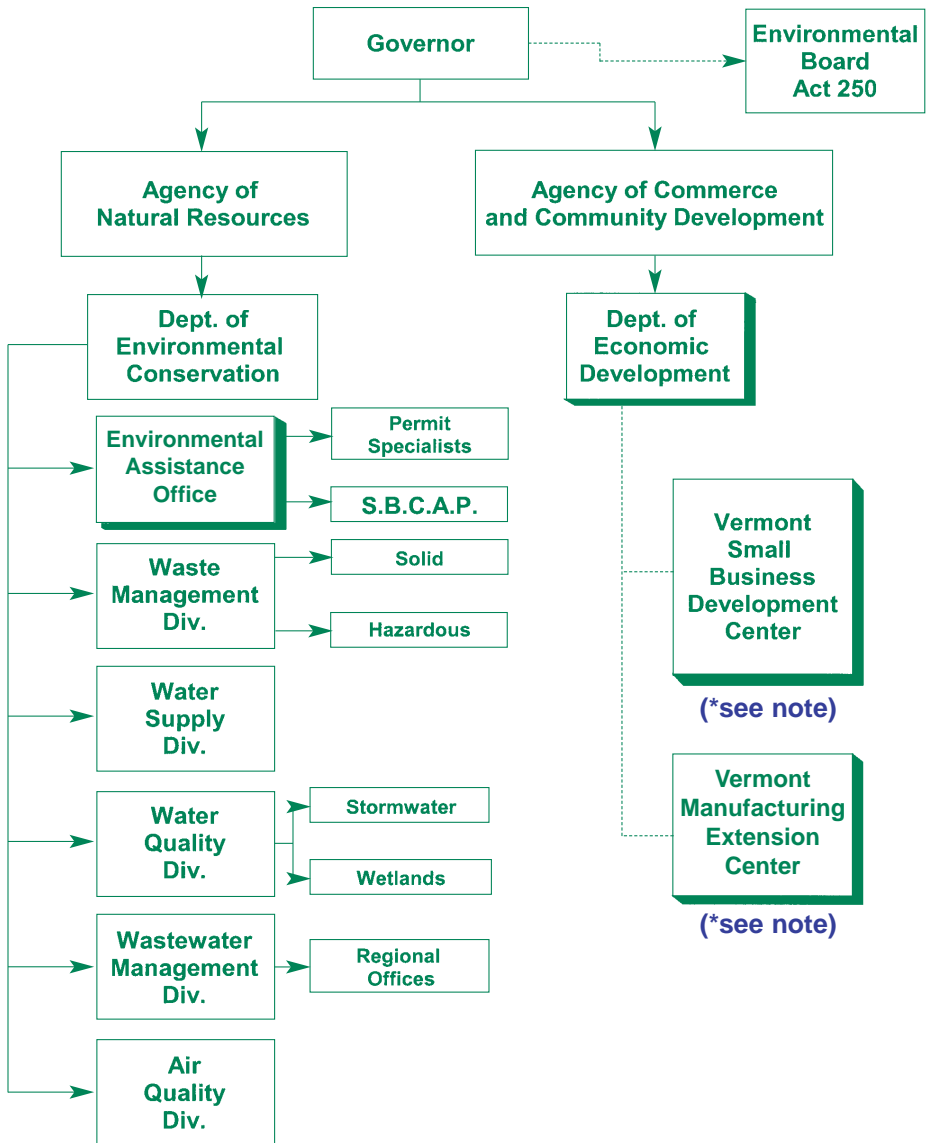 Governor
Environmental
Board
Act 250
Agency of
Natural Resources
Agency of Commerce
and Community Development
Dept. of
Environmental
Conservation
Dept. of
Economic
Development
Environmental
Assistance
Office
Permit
Specialists
S.B.C.A.P.
Waste
Management
Div.
Solid
Hazardous
Water
Supply
Div.
Water
Quality
Div.
Stormwater
Wetlands
Wastewater
Management
Div.
Regional
Offices
Air
Quality
Div.
Vermont
Small
Business
Development
Center
(*see note)
Vermont
Manufacturing
Extension
Center
(*see note)